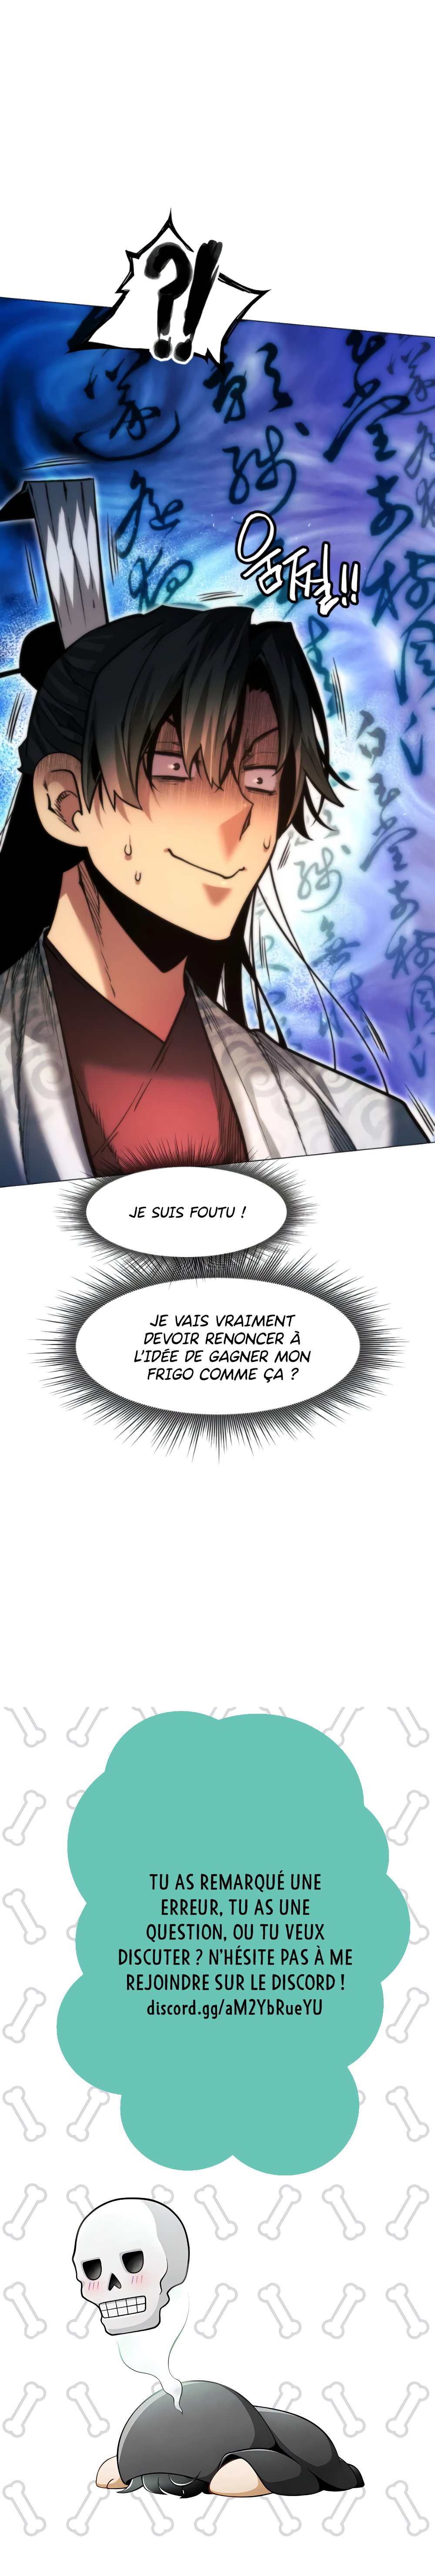 ?!
움찔!!
JE SUIS FOUTU !
JE VAIS VRAIMENT
DEVOIR RENONCER À
L'IDÉE DE GAGNER MON
FRIGO COMME ÇA ?
TU AS REMARQUÉ UNE
ERREUR, TU AS UNE
QUESTION, OU TU VEUX
DISCUTER ? N'HÉSITE PAS À ME
REJOINDRE SUR LE DISCORD !
discord.gg/aM2YbRueYU